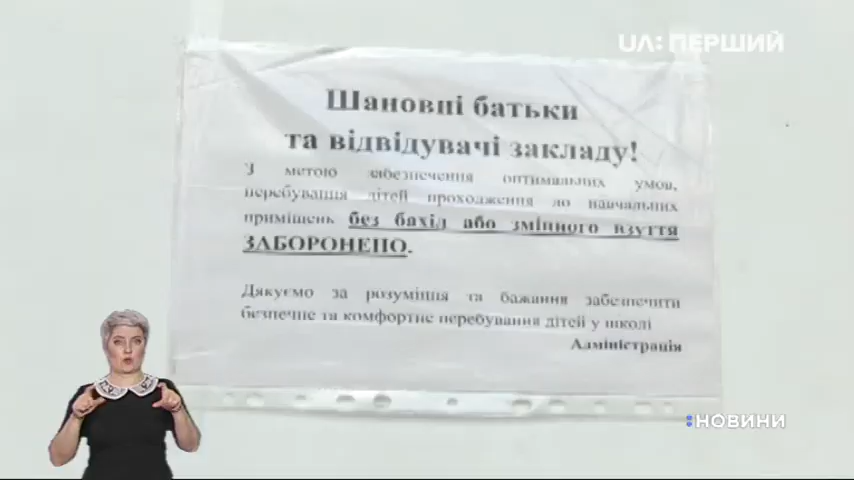 UA: ПЕРШИЙ
Шановні батьки
та відвідувачі закладу!
З метою забезпечення оптимальних умов,
перебування дітей проходження до навчальних
приміщень без бахіл або змінного взуття
ЗАБОРОНЕНО.
Дякуємо за розуміння та бажання забезпечити
безпечне та комфортне перебування дітей у школі
Адміністрація
:НОВИНИ